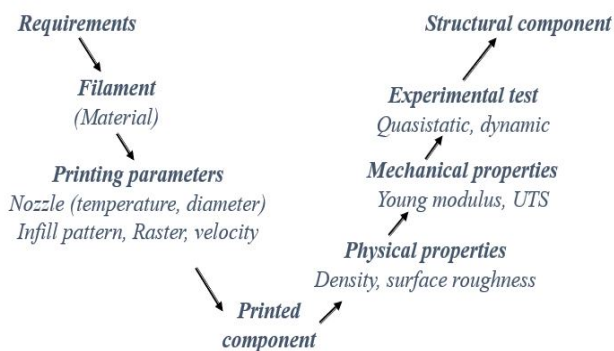 Requirements
Filament
(Material)
Printing parameters
Nozzle (temperature, diameter)
Infill pattern, Raster, velocity
Printed
component
Physical properties
Density, surface roughness
Mechanical properties
Young modulus, UTS
Experimental test
Quasistatic, dynamic
Structural component